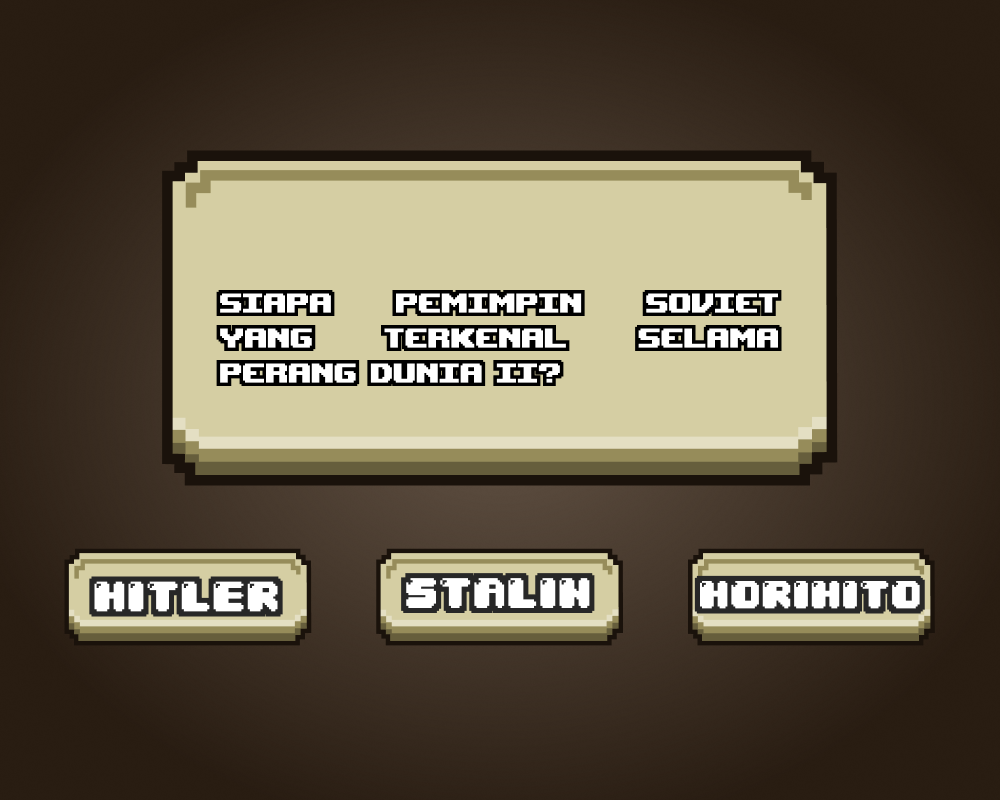 SIAPA PEMIMPIN SOVIET
YANG TERKENAL SELAMA
PERANG DUNIA II?
HITLER
STALIN
HORIHITO